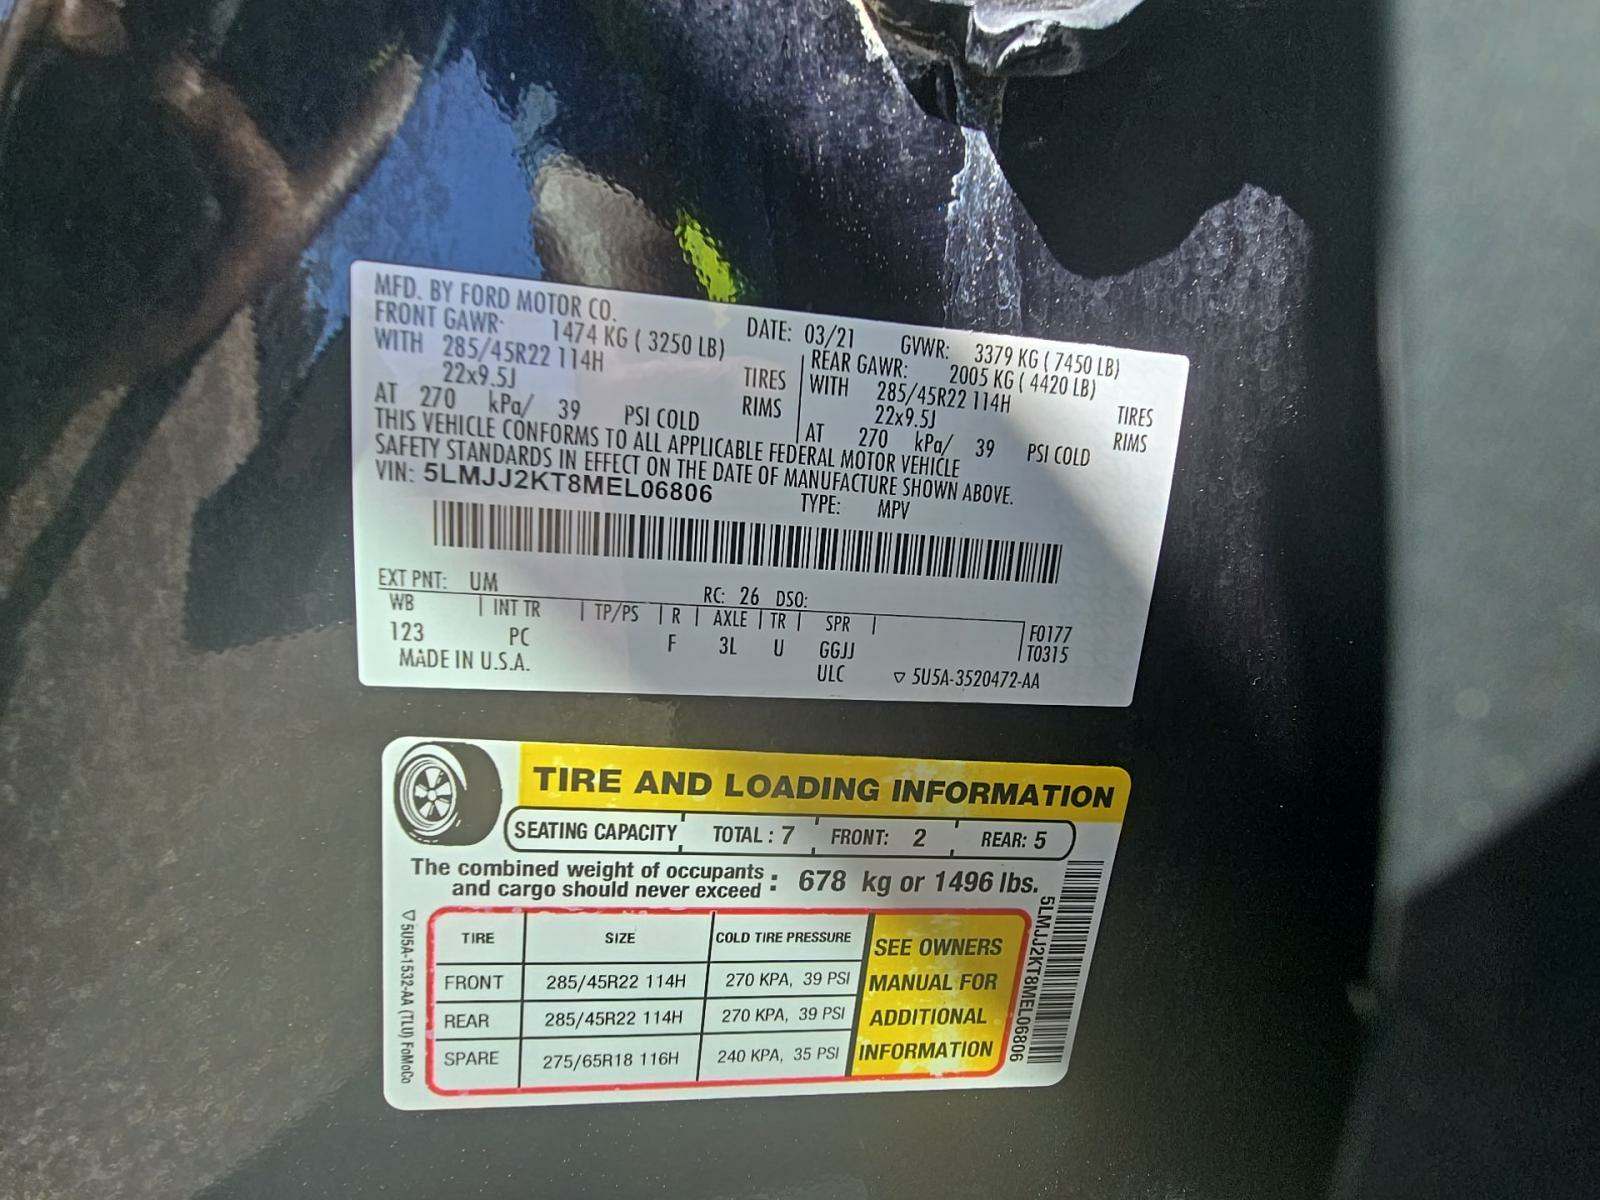 MFD. BY FORD MOTOR CO.
DATE: 03/21 GVWR: 3379 KG ( 7450 LB)
FRONT GAWR: 1474 KG ( 3250 LB)
WITH 285/45R22 114H TIRES
22x9.5J RIMS
AT 270 kPa/ 39 PSI COLD
REAR GAWR: 2005 KG ( 4420 LB)
WITH 285/45R22 114H TIRES
22x9.5J RIMS
AT 270 kPa/ 39 PSI COLD
THIS VEHICLE CONFORMS TO ALL APPLICABLE FEDERAL MOTOR VEHICLE
SAFETY STANDARDS IN EFFECT ON THE DATE OF MANUFACTURE SHOWN ABOVE.
VIN: 5LMJJ2KT8MEL06806 TYPE: MPV
EXT PNT: UM RC: 26 DSO:
WB | INT TR | TP/PS | R | AXLE | TR | SPR | F0177
123 PC F 3L U GGJJ T0315
MADE IN U.S.A. ULC ▽ 5U5A-3520472-AA
TIRE AND LOADING INFORMATION
SEATING CAPACITY TOTAL : 7 FRONT: 2 REAR: 5
The combined weight of occupants
and cargo should never exceed : 678 kg or 1496 lbs.
TIRE SIZE COLD TIRE PRESSURE
FRONT 285/45R22 114H 270 KPA, 39 PSI
REAR 285/45R22 114H 270 KPA, 39 PSI
SPARE 275/65R18 116H 240 KPA, 35 PSI
SEE OWNERS
MANUAL FOR
ADDITIONAL
INFORMATION
▽5U5A-1532-AA (TLU) FoMoCo
5LMJJ2KT8MEL06806